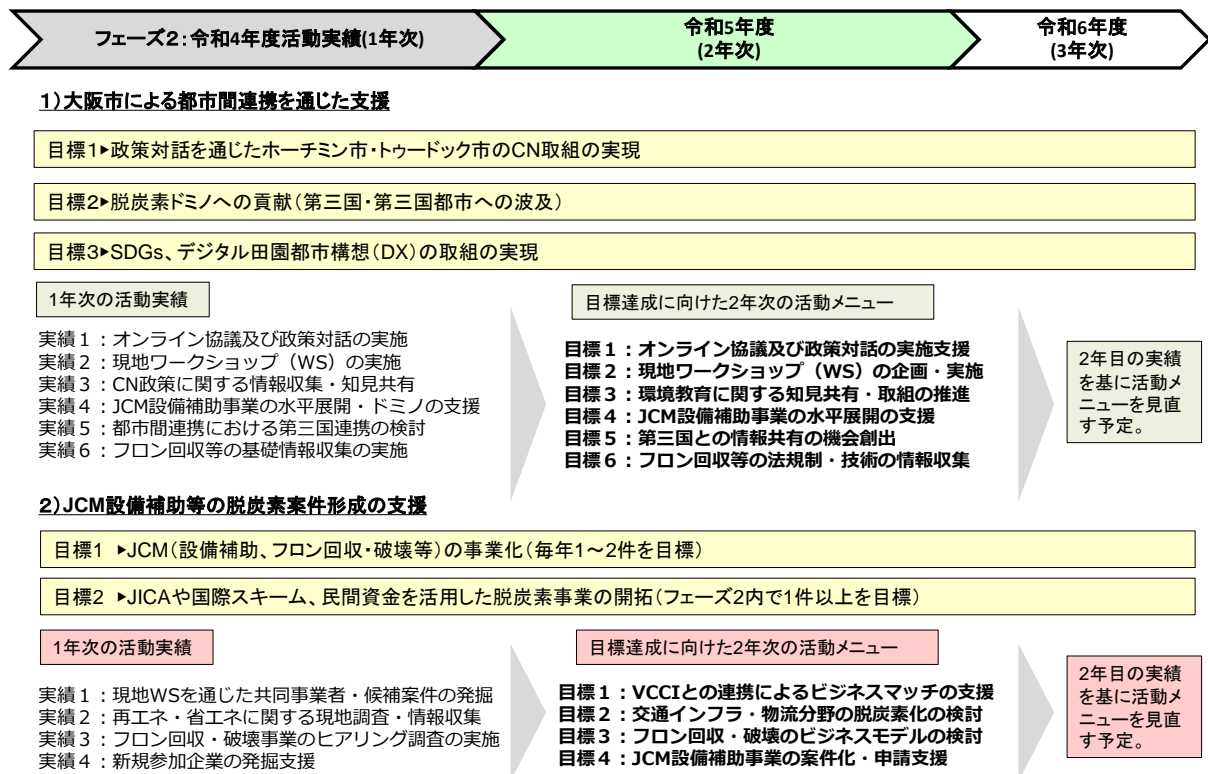 フェーズ2:令和4年度活動実績(1年次)
令和5年度
(2年次)
令和6年度
(3年次)
1)大阪市による都市間連携を通じた支援
目標1▶政策対話を通じたホーチミン市・トゥードック市のCN取組の実現
目標2▶脱炭素ドミノへの貢献(第三国・第三国都市への波及)
目標3▶SDGs、デジタル田園都市構想(DX)の取組の実現
1年次の活動実績
実績1:オンライン協議及び政策対話の実施
実績2:現地ワークショップ(WS)の実施
実績3:CN政策に関する情報収集・知見共有
実績4:JCM設備補助事業の水平展開・ドミノの支援
実績5:都市間連携における第三国連携の検討
実績6:フロン回収等の基礎情報収集の実施
目標達成に向けた2年次の活動メニュー
目標1:オンライン協議及び政策対話の実施支援
目標2:現地ワークショップ(WS)の企画・実施
目標3:環境教育に関する知見共有・取組の推進
目標4:JCM設備補助事業の水平展開の支援
目標5:第三国との情報共有の機会創出
目標6:フロン回収等の法規制・技術の情報収集
2年目の実績
を基に活動メ
ニューを見直
す予定。
2)JCM設備補助等の脱炭素案件形成の支援
目標1 ▶JCM(設備補助、フロン回収・破壊等)の事業化(毎年1~2件を目標)
目標2 ▶JICAや国際スキーム、民間資金を活用した脱炭素事業の開拓(フェーズ2内で1件以上を目標)
1年次の活動実績
実績1:現地WSを通じた共同事業者・候補案件の発掘
実績2:再エネ・省エネに関する現地調査・情報収集
実績3:フロン回収・破壊事業のヒアリング調査の実施
実績4:新規参加企業の発掘支援
目標達成に向けた2年次の活動メニュー
目標1:VCCIとの連携によるビジネスマッチの支援
目標2:交通インフラ・物流分野の脱炭素化の検討
目標3:フロン回収・破壊のビジネスモデルの検討
目標4:JCM設備補助事業の案件化・申請支援
2年目の実績
を基に活動メ
ニューを見直
す予定。